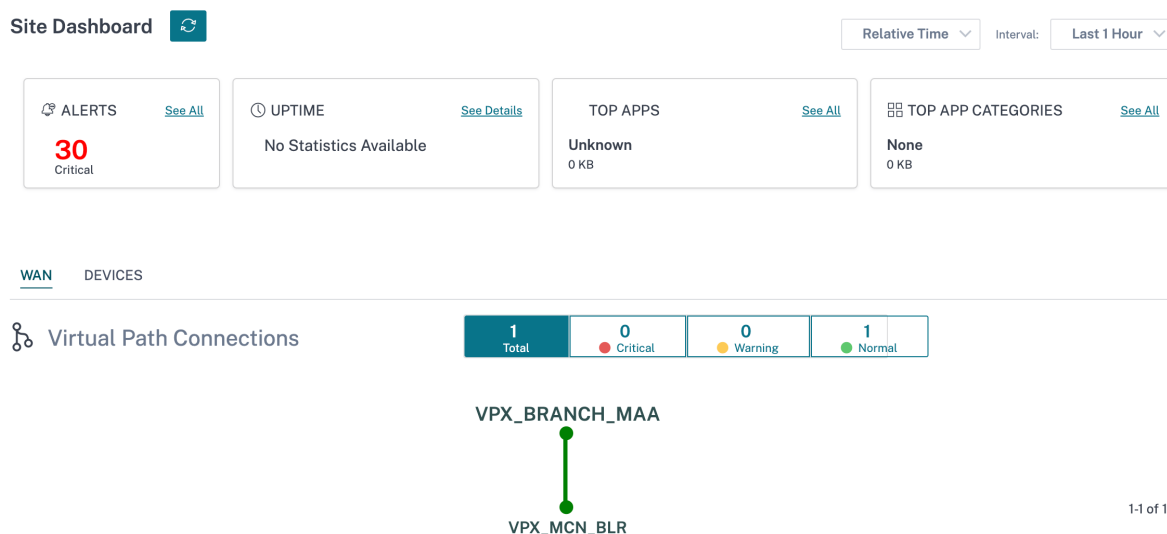 Site Dashboard
Relative Time
Interval:
Last 1 Hour
ALERTS
See All
30
Critical
UPTIME
See Details
No Statistics Available
TOP APPS
See All
Unknown
0 KB
TOP APP CATEGORIES
See All
None
0 KB
WAN
DEVICES
Virtual Path Connections
1
Total
0
Critical
0
Warning
1
Normal
VPX_BRANCH_MAA
VPX_MCN_BLR
1-1 of 1